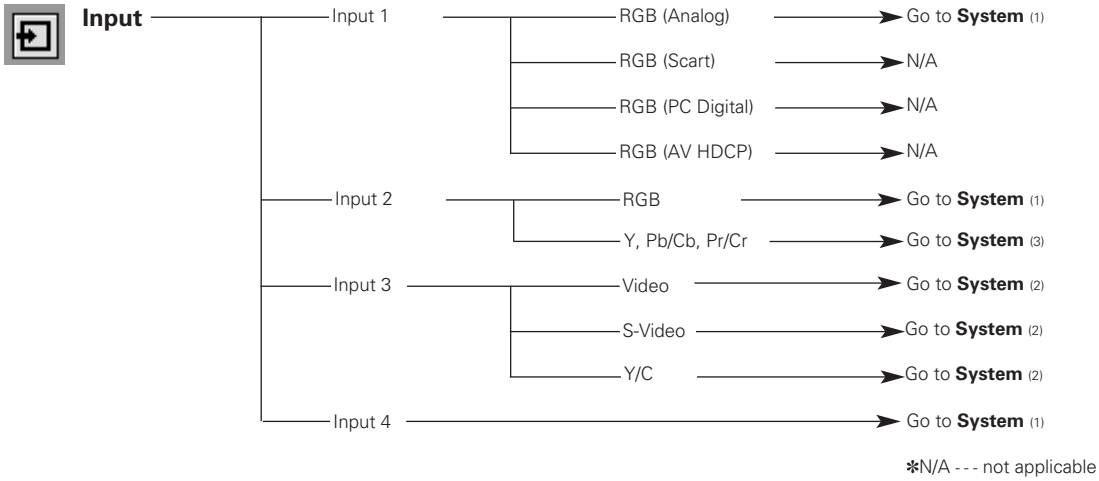 Input Input 1 RGB (Analog) Go to System (1)
RGB (Scart) N/A
RGB (PC Digital) N/A
RGB (AV HDCP) N/A
Input 2 RGB Go to System (1)
Y, Pb/Cb, Pr/Cr Go to System (3)
Input 3 Video Go to System (2)
S-Video Go to System (2)
Y/C Go to System (2)
Input 4 Go to System (1)
✽N/A - - - not applicable